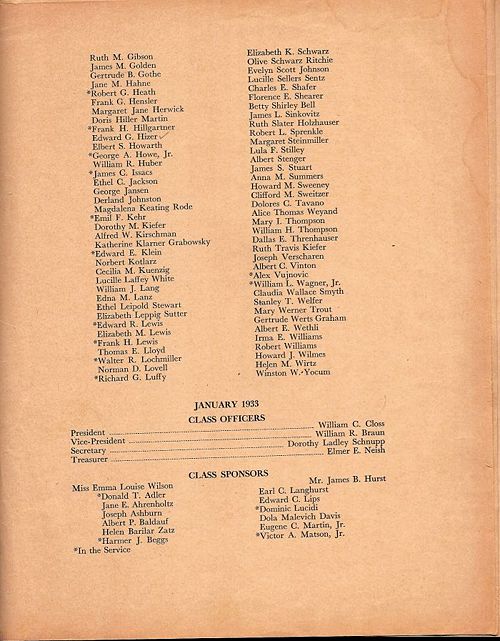 Ruth M. Gibson
James M. Golden
Gertrude B. Gothe
Jane M. Hahne
*Robert G. Heath
Frank G. Hensler
Margaret Jane Herwick
Doris Hiller Martin
*Frank H. Hillgartner
Edward G. Hizer
Elbert S. Howarth
*George A. Howe, Jr.
William R. Huber
*James C. Issacs
Ethel C. Jackson
George Jansen
Derland Johnston
Magdalena Keating Rode
*Emil F. Kehr
Dorothy M. Kiefer
Alfred W. Kirschman
Katherine Klarner Grabowsky
*Edward E. Klein
Norbert Kotlarz
Cecilia M. Kuenzig
Lucille Laffey White
William J. Lang
Edna M. Lanz
Ethel Leipold Stewart
Elizabeth Leppig Sutter
*Edward R. Lewis
Elizabeth M. Lewis
*Frank H. Lewis
Thomas E. Lloyd
*Walter R. Lochmiller
Norman D. Lovell
*Richard G. Luffy
Elizabeth K. Schwarz
Olive Schwarz Ritchie
Evelyn Scott Johnson
Lucille Sellers Sentz
Charles E. Shafer
Florence E. Shearer
Betty Shirley Bell
James L. Sinkovitz
Ruth Slater Holzhauser
Robert L. Sprenkle
Margaret Steinmiller
Lula F. Stilley
Albert Stenger
James S. Stuart
Anna M. Summers
Howard M. Sweeney
Clifford M. Sweitzer
Dolores C. Tavano
Alice Thomas Weyand
Mary I. Thompson
William H. Thompson
Dallas E. Threnhauser
Ruth Travis Kiefer
Joseph Verscharen
Albert C. Vinton
*Alex Vujnovic
*William L. Wagner, Jr.
Claudia Wallace Smyth
Stanley T. Welfer
Mary Werner Trout
Gertrude Werts Graham
Albert E. Wethli
Irma E. Williams
Robert Williams
Howard J. Wilmes
Helen M. Wirtz
Winston W. Yocum
JANUARY 1933
CLASS OFFICERS
President ........ William C. Closs
Vice-President ........ William R. Braun
Secretary ........ Dorothy Ladley Schnupp
Treasurer ........ Elmer E. Neish
CLASS SPONSORS
Miss Emma Louise Wilson
Mr. James B. Hurst
*Donald T. Adler
Jane E. Ahrenholtz
Joseph Ashburn
Albert P. Baldauf
Helen Barilar Zatz
*Harmer J. Beggs
Earl C. Langhurst
Edward C. Lips
*Dominic Lucidi
Dola Malevich Davis
Eugene C. Martin, Jr.
*Victor A. Matson, Jr.
*In the Service